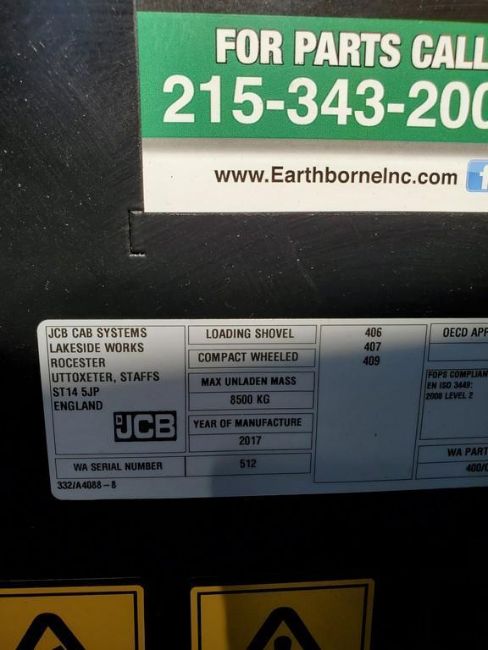 FOR PARTS CALL
215-343-200
www.EarthborneInc.com
JCB CAB SYSTEMS
LAKESIDE WORKS
ROCESTER
UTTOXETER, STAFFS
ST14 5JP
ENGLAND
JCB
WA SERIAL NUMBER
332/A4088-8
LOADING SHOVEL
COMPACT WHEELED
MAX UNLADEN MASS
8500 KG
YEAR OF MANUFACTURE
2017
512
406
407
409
OECD APP
FOPS COMPLIAN
EN ISO 3449:
2008 LEVEL 2
WA PART
400/